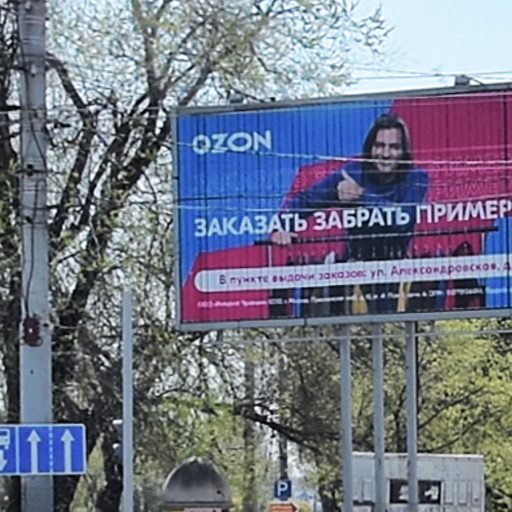 OZON
ЗАКАЗАТЬ ЗАБРАТЬ ПРИМЕР
В пункте выдачи заказов: ул. Александровская, д
P